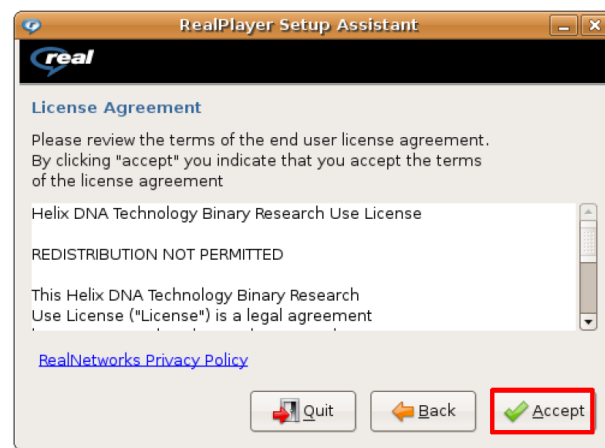 RealPlayer Setup Assistant
real
License Agreement
Please review the terms of the end user license agreement.
By clicking "accept" you indicate that you accept the terms
of the license agreement
Helix DNA Technology Binary Research Use License
REDISTRIBUTION NOT PERMITTED
This Helix DNA Technology Binary Research
Use License ("License") is a legal agreement
RealNetworks Privacy Policy
Quit
Back
Accept